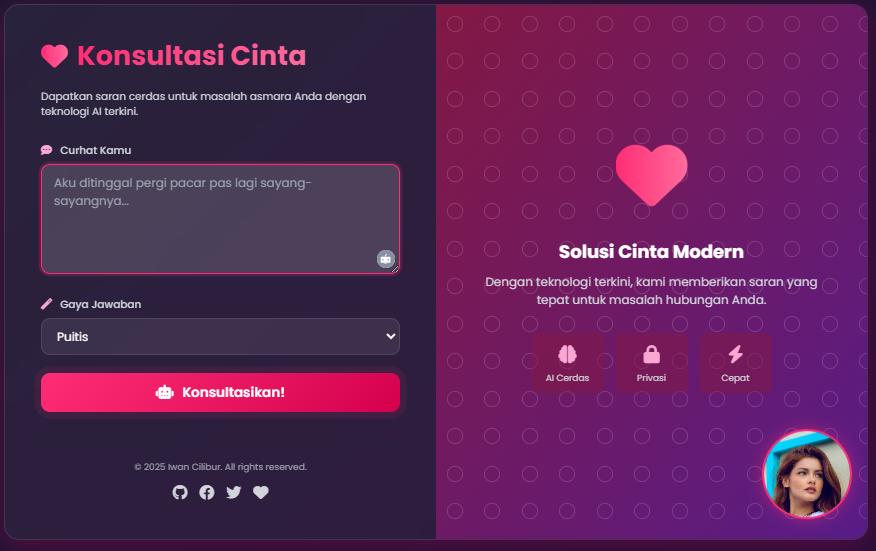 Konsultasi Cinta
Dapatkan saran cerdas untuk masalah asmara Anda dengan
teknologi AI terkini.
Curhat Kamu
Aku ditinggal pergi pacar pas lagi sayang-
sayangnya...
Gaya Jawaban
Puitis
Konsultasikan!
© 2025 Iwan Cilibur. All rights reserved.
Solusi Cinta Modern
Dengan teknologi terkini, kami memberikan saran yang
tepat untuk masalah hubungan Anda.
AI Cerdas
Privasi
Cepat